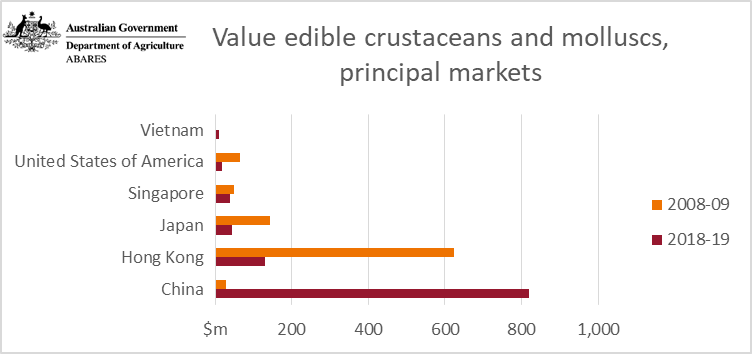 Australian Government
Department of Agriculture
ABARES
Value edible crustaceans and molluscs,
principal markets
Vietnam
United States of America
Singapore
Japan
Hong Kong
China
$m 200 400 600 800 1,000
2008-09
2018-19